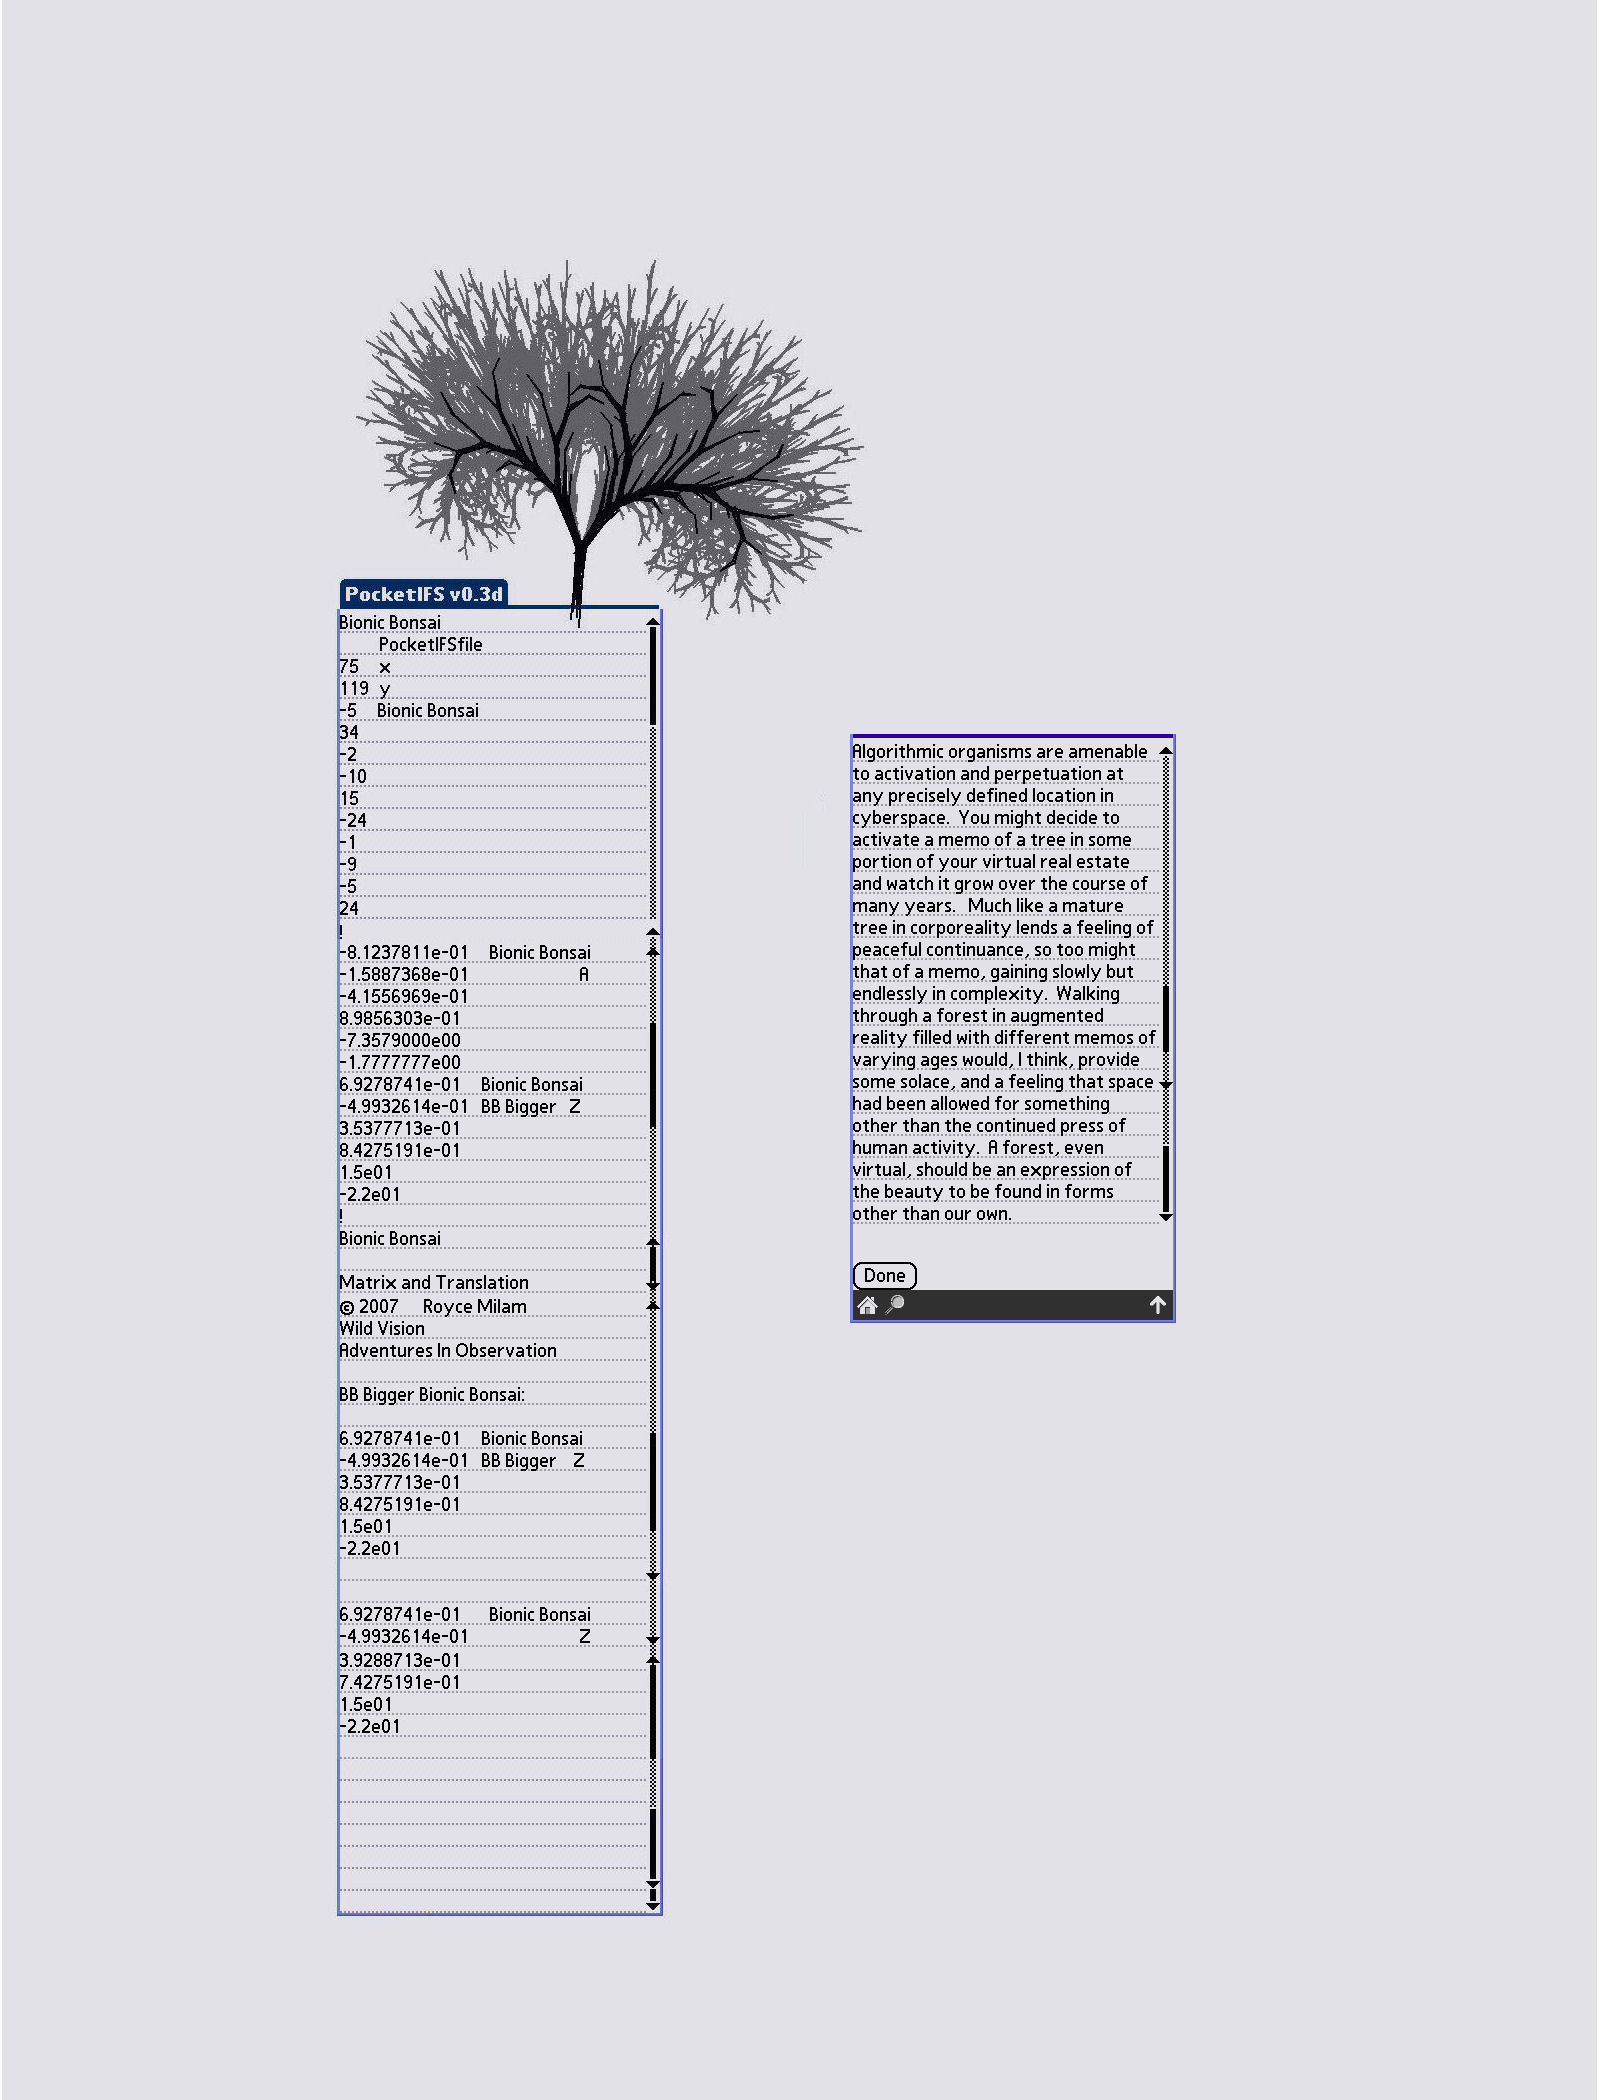 PocketIFS v0.3d
Bionic Bonsai
PocketIFSfile
75 x
119 y
-5 Bionic Bonsai
34
-2
-10
15
-24
-1
-9
-5
24
!
-8.1237811e-01 Bionic Bonsai
-1.5887368e-01 A
-4.1556969e-01
8.9856303e-01
-7.3579000e00
-1.7777777e00
6.9278741e-01 Bionic Bonsai
-4.9932614e-01 BB Bigger Z
3.5377713e-01
8.4275191e-01
1.5e01
-2.2e01
!
Bionic Bonsai
Matrix and Translation
© 2007 Royce Milam
Wild Vision
Adventures In Observation
BB Bigger Bionic Bonsai:
6.9278741e-01 Bionic Bonsai
-4.9932614e-01 BB Bigger Z
3.5377713e-01
8.4275191e-01
1.5e01
-2.2e01
6.9278741e-01 Bionic Bonsai
-4.9932614e-01 Z
3.9288713e-01
7.4275191e-01
1.5e01
-2.2e01
Algorithmic organisms are amenable
to activation and perpetuation at
any precisely defined location in
cyberspace. You might decide to
activate a memo of a tree in some
portion of your virtual real estate
and watch it grow over the course of
many years. Much like a mature
tree in corporeality lends a feeling of
peaceful continuance, so too might
that of a memo, gaining slowly but
endlessly in complexity. Walking
through a forest in augmented
reality filled with different memos of
varying ages would, I think, provide
some solace, and a feeling that space
had been allowed for something
other than the continued press of
human activity. A forest, even
virtual, should be an expression of
the beauty to be found in forms
other than our own.
Done